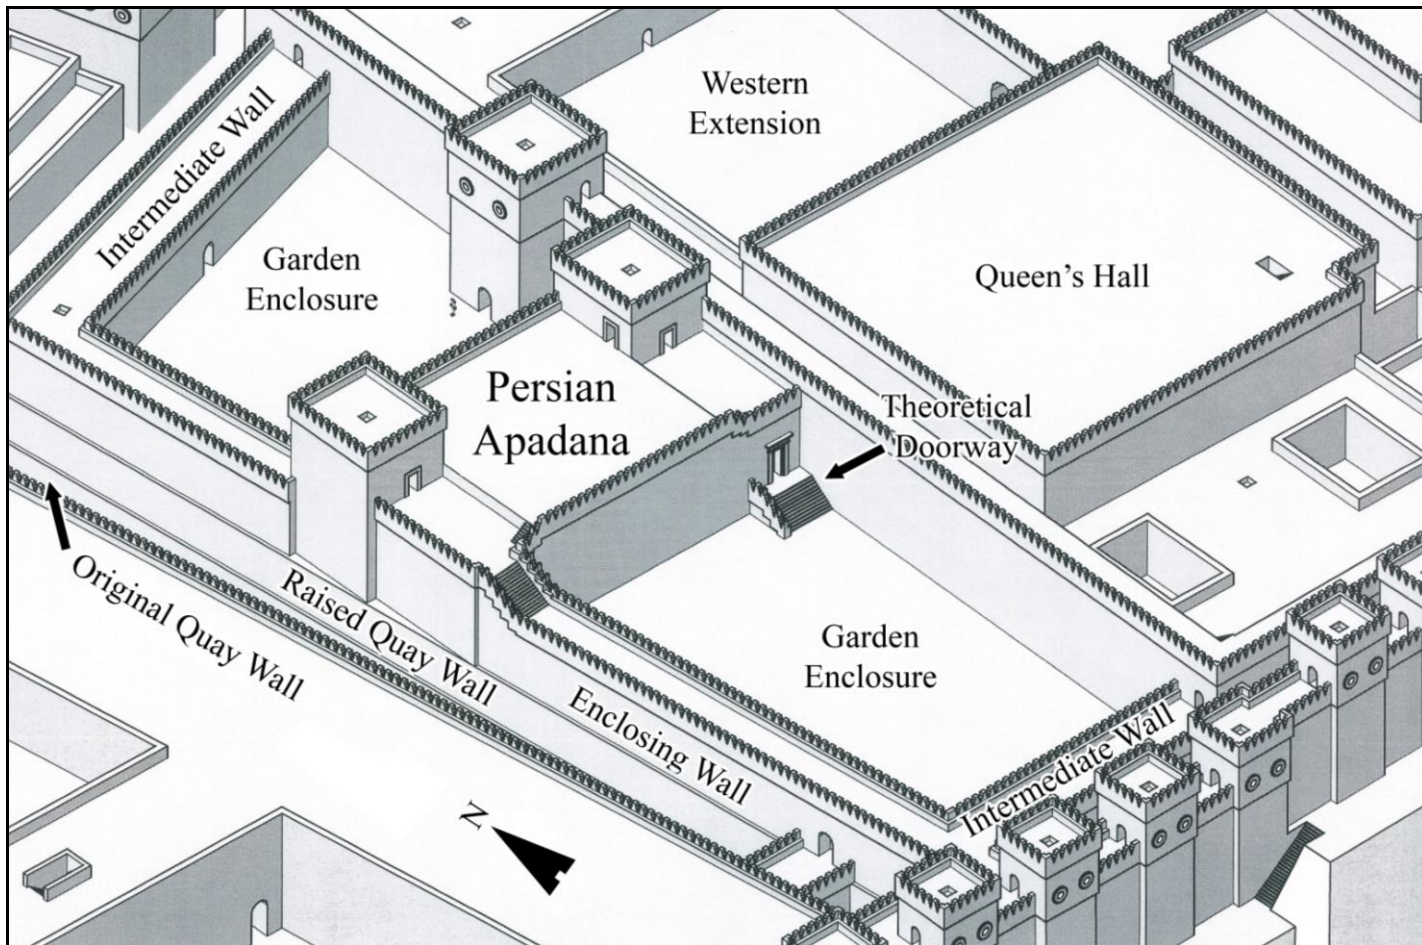 Western
Extension
Intermediate Wall
Garden
Enclosure
Queen's Hall
Persian
Apadana
Theoretical
Doorway
Original Quay Wall
Raised Quay Wall
Enclosing Wall
Garden
Enclosure
Intermediate Wall
N